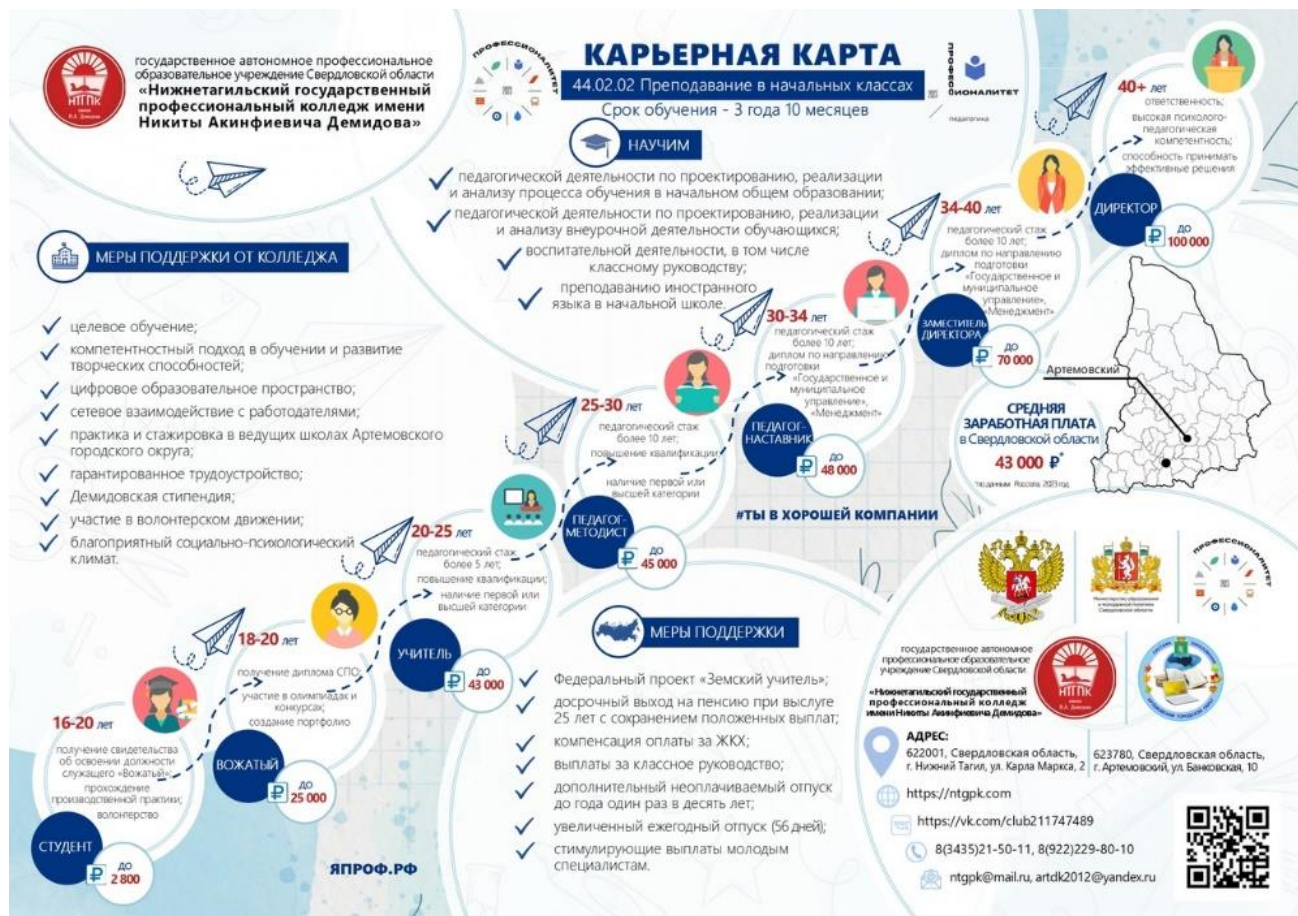 государственное автономное профессиональное
образовательное учреждение Свердловской области
«Нижнетагильский государственный
профессиональный колледж имени
Никиты Акинфиевича Демидова»
НТГПК
ПРОФЕССИОНАЛИТЕТ
КАРЬЕРНАЯ КАРТА
44.02.02 Преподавание в начальных классах
Срок обучения - 3 года 10 месяцев
ПРОФЕССИОНАЛИТЕТ
педагогика
НАУЧИМ
педагогической деятельности по проектированию, реализации
и анализу процесса обучения в начальном общем образовании;
педагогической деятельности по проектированию, реализации
и анализу внеурочной деятельности обучающихся;
воспитательной деятельности, в том числе
классному руководству;
преподаванию иностранного
языка в начальной школе.
МЕРЫ ПОДДЕРЖКИ ОТ КОЛЛЕДЖА
целевое обучение;
компетентностный подход в обучении и развитие
творческих способностей;
цифровое образовательное пространство;
сетевое взаимодействие с работодателями;
практика и стажировка в ведущих школах Артемовского
городского округа;
гарантированное трудоустройство;
Демидовская стипендия;
участие в волонтерском движении;
благоприятный социально-психологический
климат.
16-20 лет
получение свидетельства
об освоении должности
служащего «Вожатый»;
прохождение
производственной практики;
волонтерство
СТУДЕНТ
до
2 800
18-20 лет
получение диплома СПО;
участие в олимпиадах и
конкурсах;
создание портфолио
ВОЖАТЫЙ
до
25 000
20-25 лет
педагогический стаж
более 5 лет;
повышение квалификации;
наличие первой или
высшей категории
УЧИТЕЛЬ
до
43 000
25-30 лет
педагогический стаж
более 10 лет;
повышение квалификации
наличие первой или
высшей категории
ПЕДАГОГ-
МЕТОДИСТ
до
45 000
30-34 лет
педагогический стаж
более 10 лет;
диплом по направлению
подготовки
«Государственное и
муниципальное
управление»,
«Менеджмент»
ПЕДАГОГ-
НАСТАВНИК
до
48 000
34-40 лет
педагогический стаж
более 10 лет;
диплом по направлению
подготовки
«Государственное и
муниципальное
управление»,
«Менеджмент»
ЗАМЕСТИТЕЛЬ
ДИРЕКТОРА
до
70 000
40+ лет
ответственность;
высокая психолого-
педагогическая
компетентность;
способность принимать
эффективные решения
ДИРЕКТОР
до
100 000
Артемовский
СРЕДНЯЯ
ЗАРАБОТНАЯ ПЛАТА
в Свердловской области
43 000 ₽*
*по данным Росстата, 2023 год
#ТЫ В ХОРОШЕЙ КОМПАНИИ
МЕРЫ ПОДДЕРЖКИ
Федеральный проект «Земский учитель»;
досрочный выход на пенсию при выслуге
25 лет с сохранением положенных выплат;
компенсация оплаты за ЖКХ;
выплаты за классное руководство;
дополнительный неоплачиваемый отпуск
до года один раз в десять лет;
увеличенный ежегодный отпуск (56 дней);
стимулирующие выплаты молодым
специалистам.
ЯПРОФ.РФ
Министерство образования
и молодежной политики
Свердловской области
ПРОФЕССИОНАЛИТЕТ
государственное автономное
профессиональное образовательное
учреждение Свердловской области
«Нижнетагильский государственный
профессиональный колледж
имени Никиты Акинфиевича Демидова»
НТГПК
АДРЕС:
622001, Свердловская область,
г. Нижний Тагил, ул. Карла Маркса, 2
623780, Свердловская область,
г. Артемовский, ул. Банковская, 10
https://ntgpk.com
https://vk.com/club211747489
8(3435)21-50-11, 8(922)229-80-10
ntgpk@mail.ru, artdk2012@yandex.ru